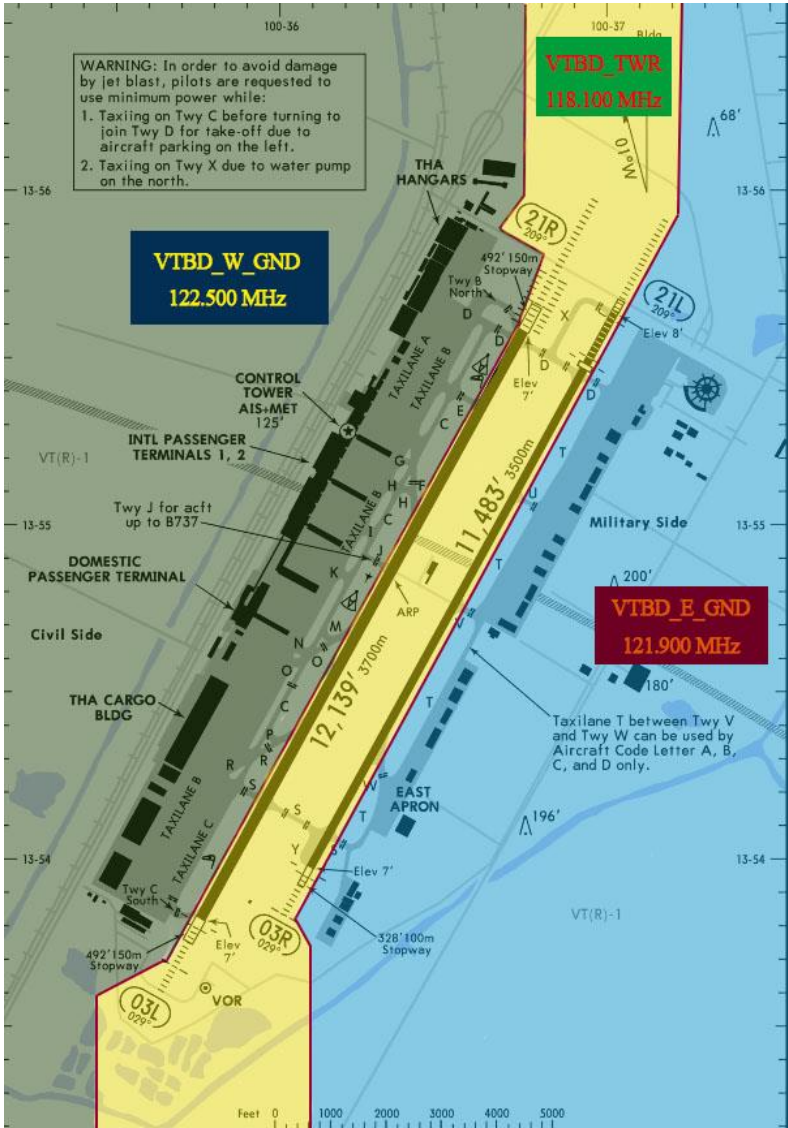 100-36
100-37
Bldg
WARNING: In order to avoid damage
by jet blast, pilots are requested to
use minimum power while:
1. Taxiing on Twy C before turning to
join Twy D for take-off due to
aircraft parking on the left.
2. Taxiing on Twy X due to water pump
on the north.
VTBD_TWR
118.100 MHz
68'
01°W
13-56
13-56
THA
HANGARS
21R
209°
VTBD_W_GND
122.500 MHz
492'150m
Stopway
Twy B
North
21L
209°
Elev 8'
D
D
X
D
D
Elev
7'
TAXILANE A
TAXILANE B
E
C
CONTROL
TOWER
AIS+MET
125'
INTL PASSENGER
TERMINALS 1, 2
VT(R)-1
G
H
F
H
T
U
11,483' 3500m
Twy J for acft
up to B737
TAXILANE B
C
I
J
13-55
13-55
Military Side
DOMESTIC
PASSENGER TERMINAL
K
T
ARP
200'
VTBD_E_GND
121.900 MHz
Civil Side
M
N
O
O
V
12,139' 3700m
T
180'
THA CARGO
BLDG
C
P
R
R
S
Taxilane T between Twy V
and Twy W can be used by
Aircraft Code Letter A, B,
C, and D only.
W
EAST
APRON
S
T
196'
TAXILANE B
TAXILANE C
Y
S
13-54
13-54
Elev 7'
Twy C
South
03R
029°
328'100m
Stopway
VT(R)-1
492'150m
Stopway
Elev
7'
03L
029°
VOR
Feet 0 1000 2000 3000 4000 5000